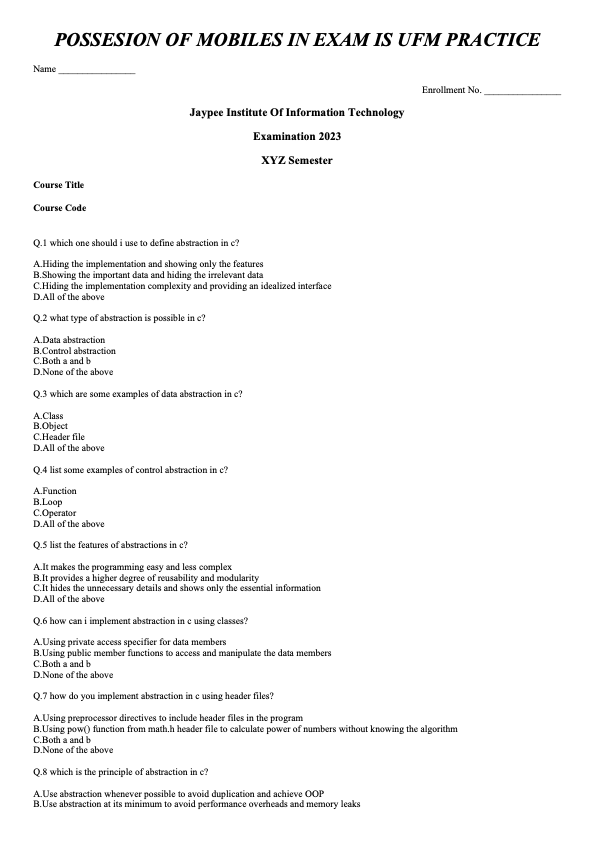 POSSESION OF MOBILES IN EXAM IS UFM PRACTICE
Name ________________
Enrollment No. ________________
Jaypee Institute Of Information Technology
Examination 2023
XYZ Semester
Course Title
Course Code
Q.1 which one should i use to define abstraction in c?
A.Hiding the implementation and showing only the features
B.Showing the important data and hiding the irrelevant data
C.Hiding the implementation complexity and providing an idealized interface
D.All of the above
Q.2 what type of abstraction is possible in c?
A.Data abstraction
B.Control abstraction
C.Both a and b
D.None of the above
Q.3 which are some examples of data abstraction in c?
A.Class
B.Object
C.Header file
D.All of the above
Q.4 list some examples of control abstraction in c?
A.Function
B.Loop
C.Operator
D.All of the above
Q.5 list the features of abstractions in c?
A.It makes the programming easy and less complex
B.It provides a higher degree of reusability and modularity
C.It hides the unnecessary details and shows only the essential information
D.All of the above
Q.6 how can i implement abstraction in c using classes?
A.Using private access specifier for data members
B.Using public member functions to access and manipulate the data members
C.Both a and b
D.None of the above
Q.7 how do you implement abstraction in c using header files?
A.Using preprocessor directives to include header files in the program
B.Using pow() function from math.h header file to calculate power of numbers without knowing the algorithm
C.Both a and b
D.None of the above
Q.8 which is the principle of abstraction in c?
A.Use abstraction whenever possible to avoid duplication and achieve OOP
B.Use abstraction at its minimum to avoid performance overheads and memory leaks